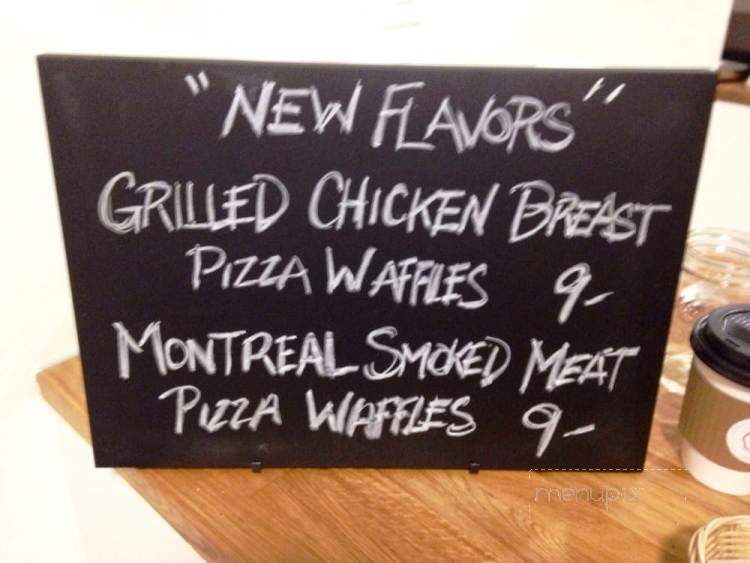 "NEW FLAVORS"
GRILLED CHICKEN BREAST
PIZZA WAFFLES 9-
MONTREAL SMOKED MEAT
PIZZA WAFFLES 9-
menupix